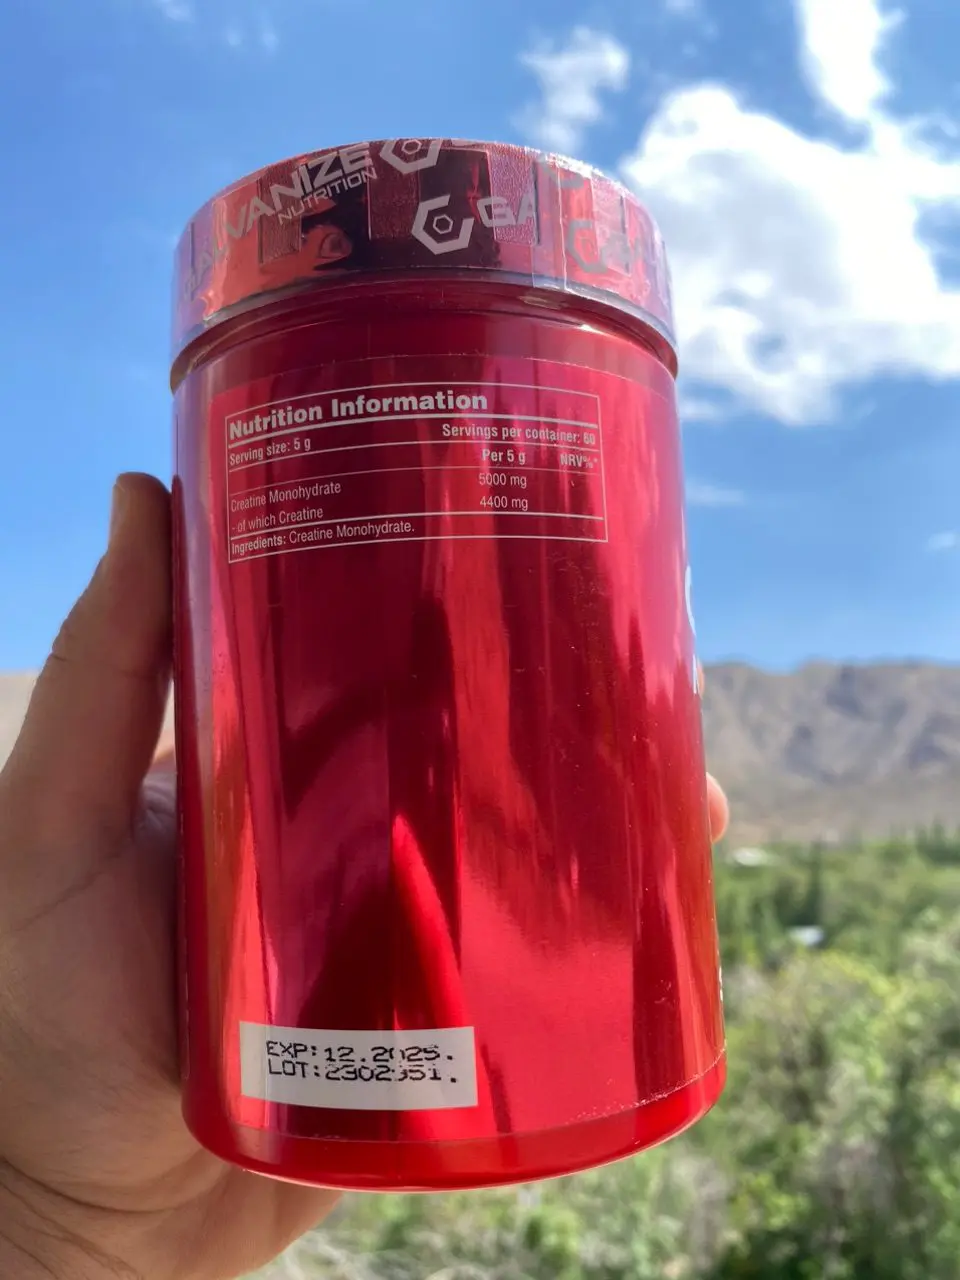 GALVANIZE
NUTRITION
GA
Nutrition Information
Serving size: 5 g Servings per container: 60
Per 5 g NRV%*
Creatine Monohydrate 5000 mg
- of which Creatine 4400 mg
Ingredients: Creatine Monohydrate.
EXP:12.2025.